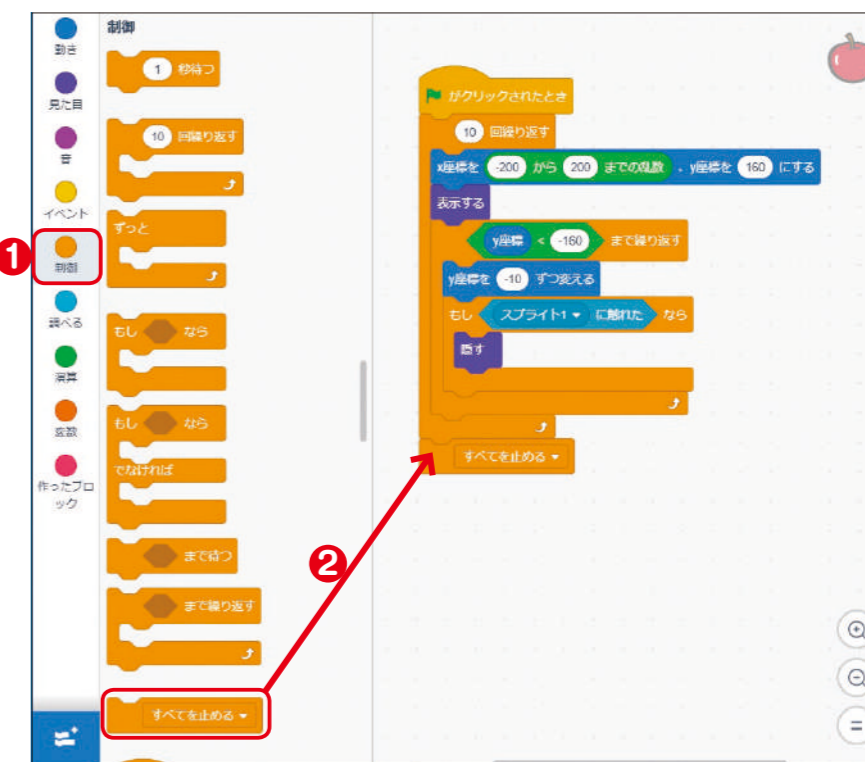 制御
動き
見た目
音
イベント
制御
調べる
演算
変数
作ったブロ
ック
❶
1 秒待つ
10 回繰り返す
ずっと
もし なら
もし なら
でなければ
まで待つ
まで繰り返す
すべてを止める
❷
がクリックされたとき
10 回繰り返す
x座標を -200 から 200 までの乱数 、y座標を 160 にする
表示する
y座標 < -160 まで繰り返す
y座標を -10 ずつ変える
もし スプライト1 に触れた なら
隠す
すべてを止める